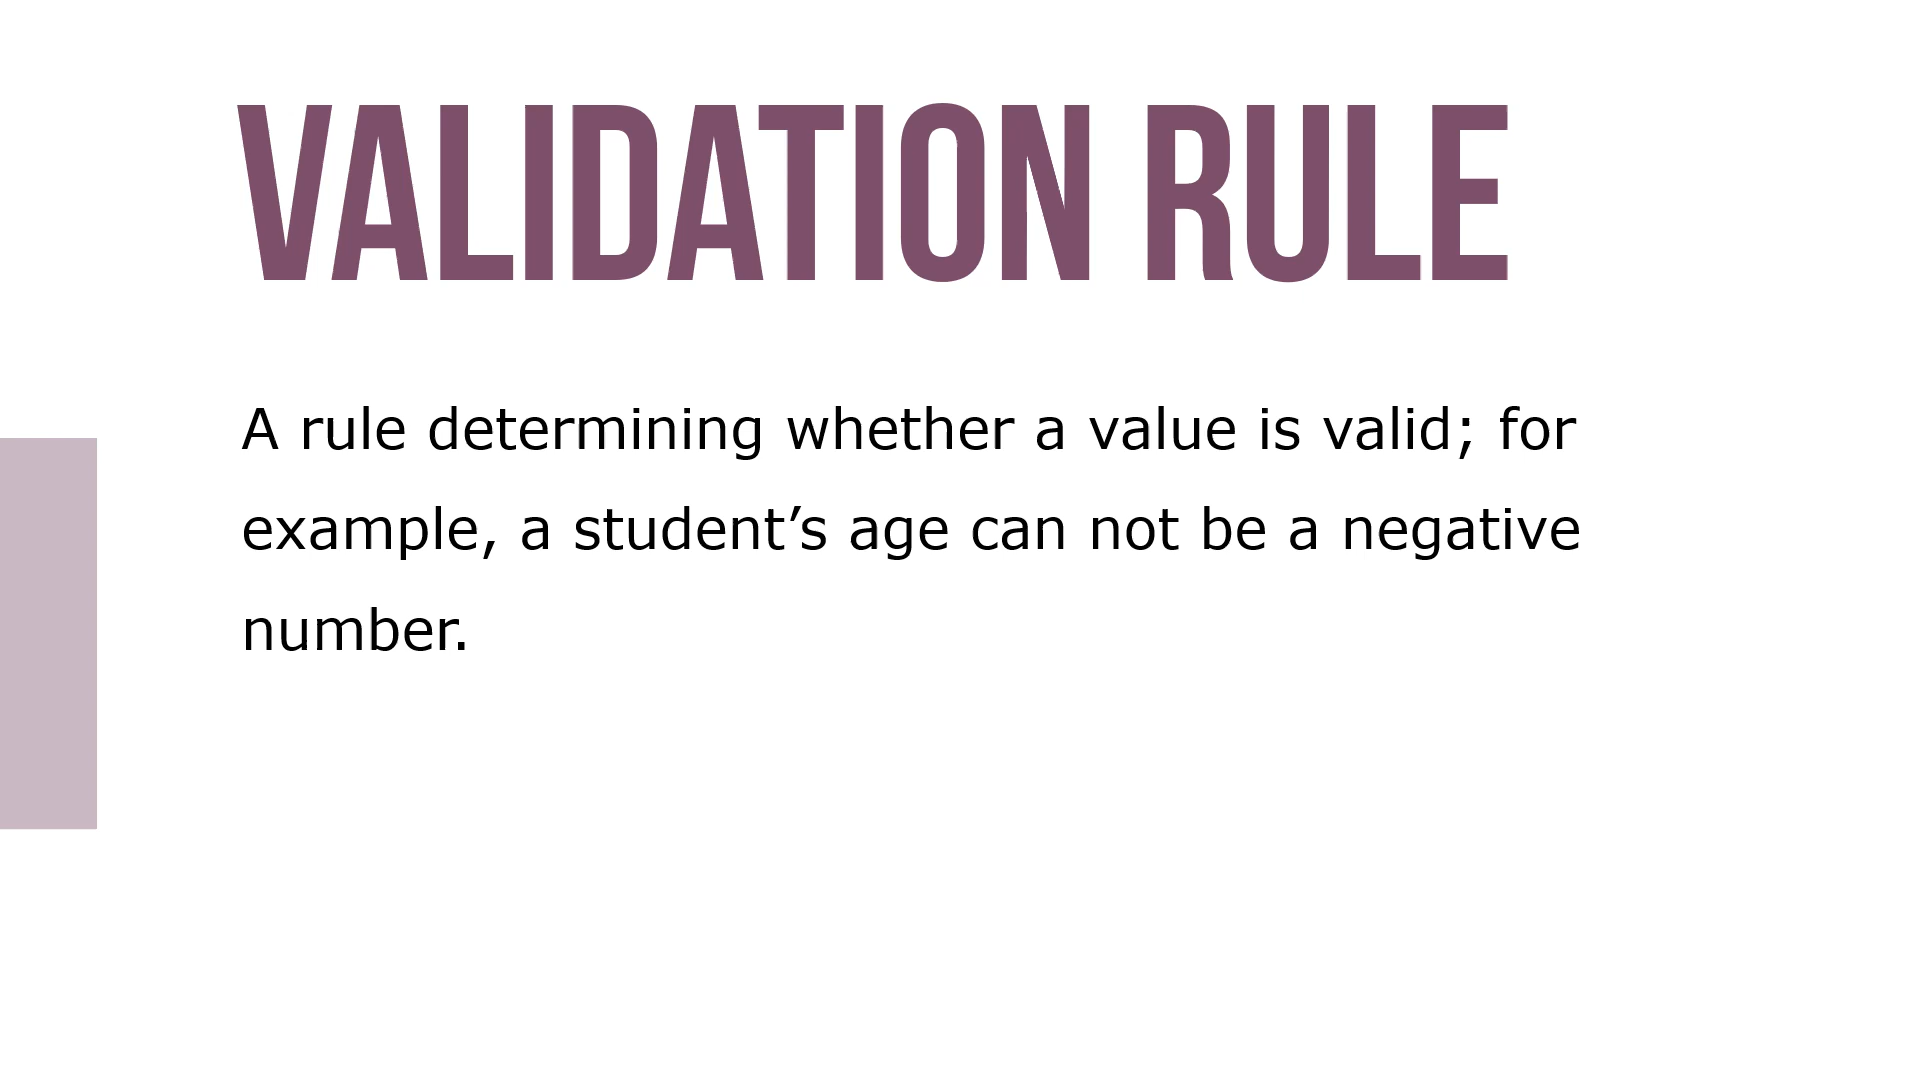 VALIDATION RULE
A rule determining whether a value is valid; for
example, a student’s age can not be a negative
number.